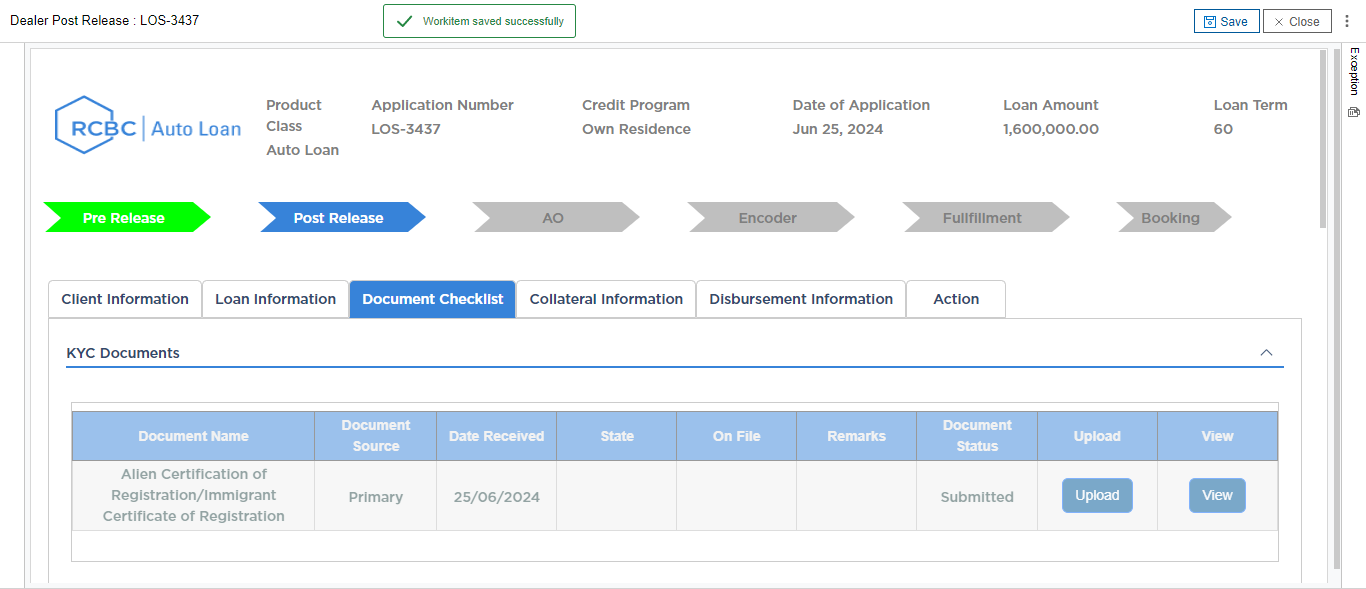 Dealer Post Release : LOS-3437
Workitem saved successfully
Save
Close
Exception
RCBC | Auto Loan
Product
Class
Auto Loan
Application Number
LOS-3437
Credit Program
Own Residence
Date of Application
Jun 25, 2024
Loan Amount
1,600,000.00
Loan Term
60
Pre Release
Post Release
AO
Encoder
Fullfillment
Booking
Client Information
Loan Information
Document Checklist
Collateral Information
Disbursement Information
Action
KYC Documents
Document Name
Document
Source
Date Received
State
On File
Remarks
Document
Status
Upload
View
Alien Certification of
Registration/Immigrant
Certificate of Registration
Primary
25/06/2024
Submitted
Upload
View